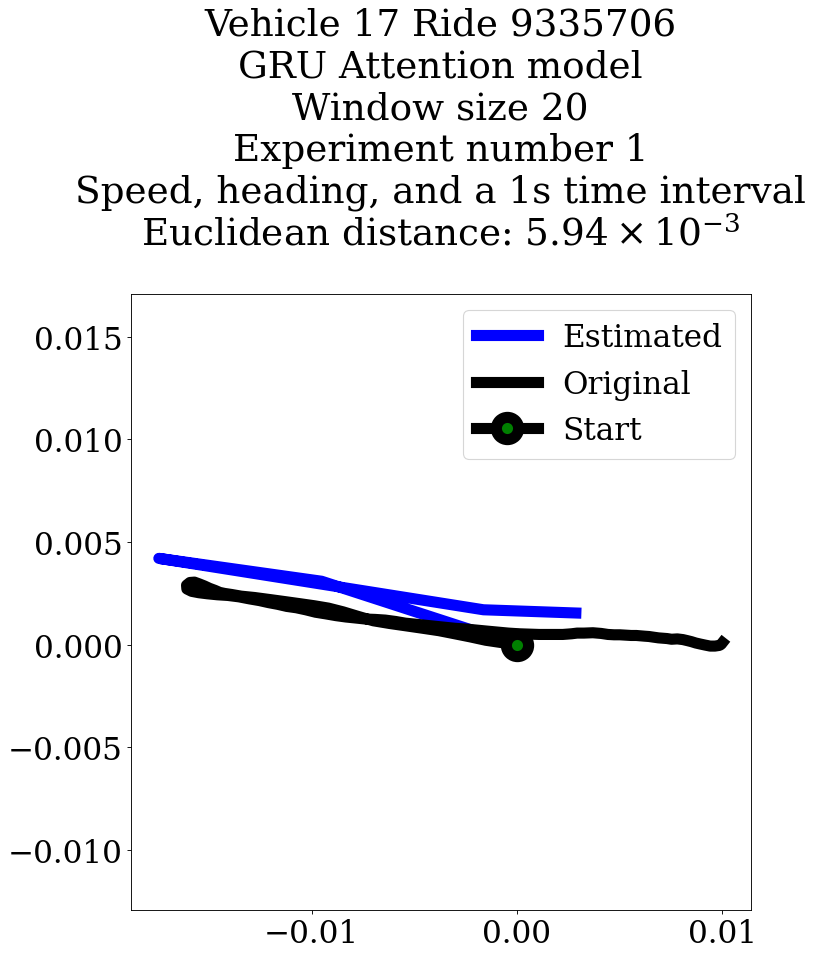 Vehicle 17 Ride 9335706
GRU Attention model
Window size 20
Experiment number 1
Speed, heading, and a 1s time interval
Euclidean distance: 5.94 × 10⁻³
Estimated
Original
Start
0.015
0.010
0.005
0.000
−0.005
−0.010
−0.01
0.00
0.01